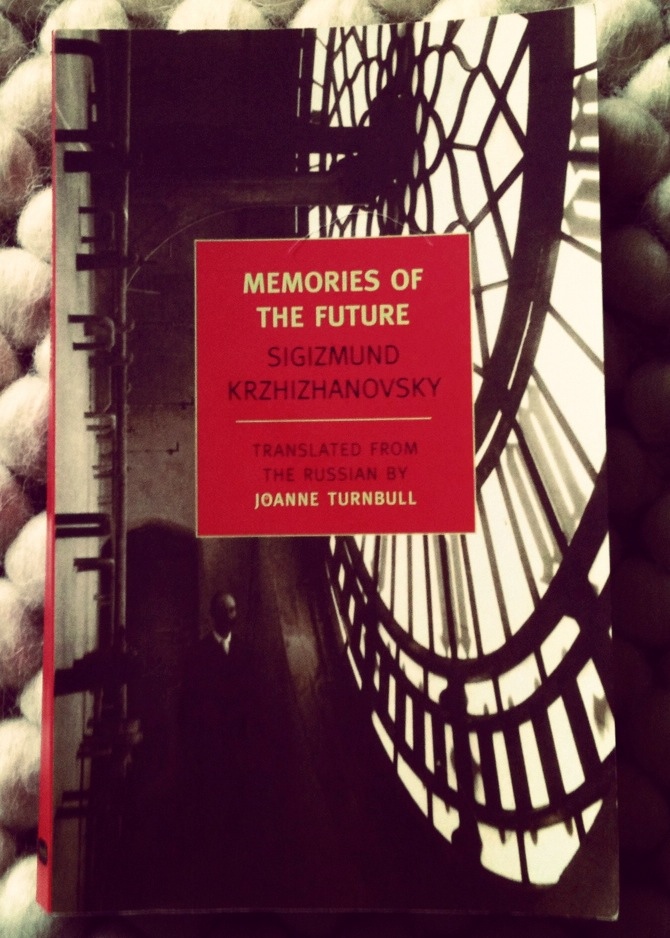 MEMORIES OF
THE FUTURE
SIGIZMUND
KRZHIZHANOVSKY
TRANSLATED FROM
THE RUSSIAN BY
JOANNE TURNBULL